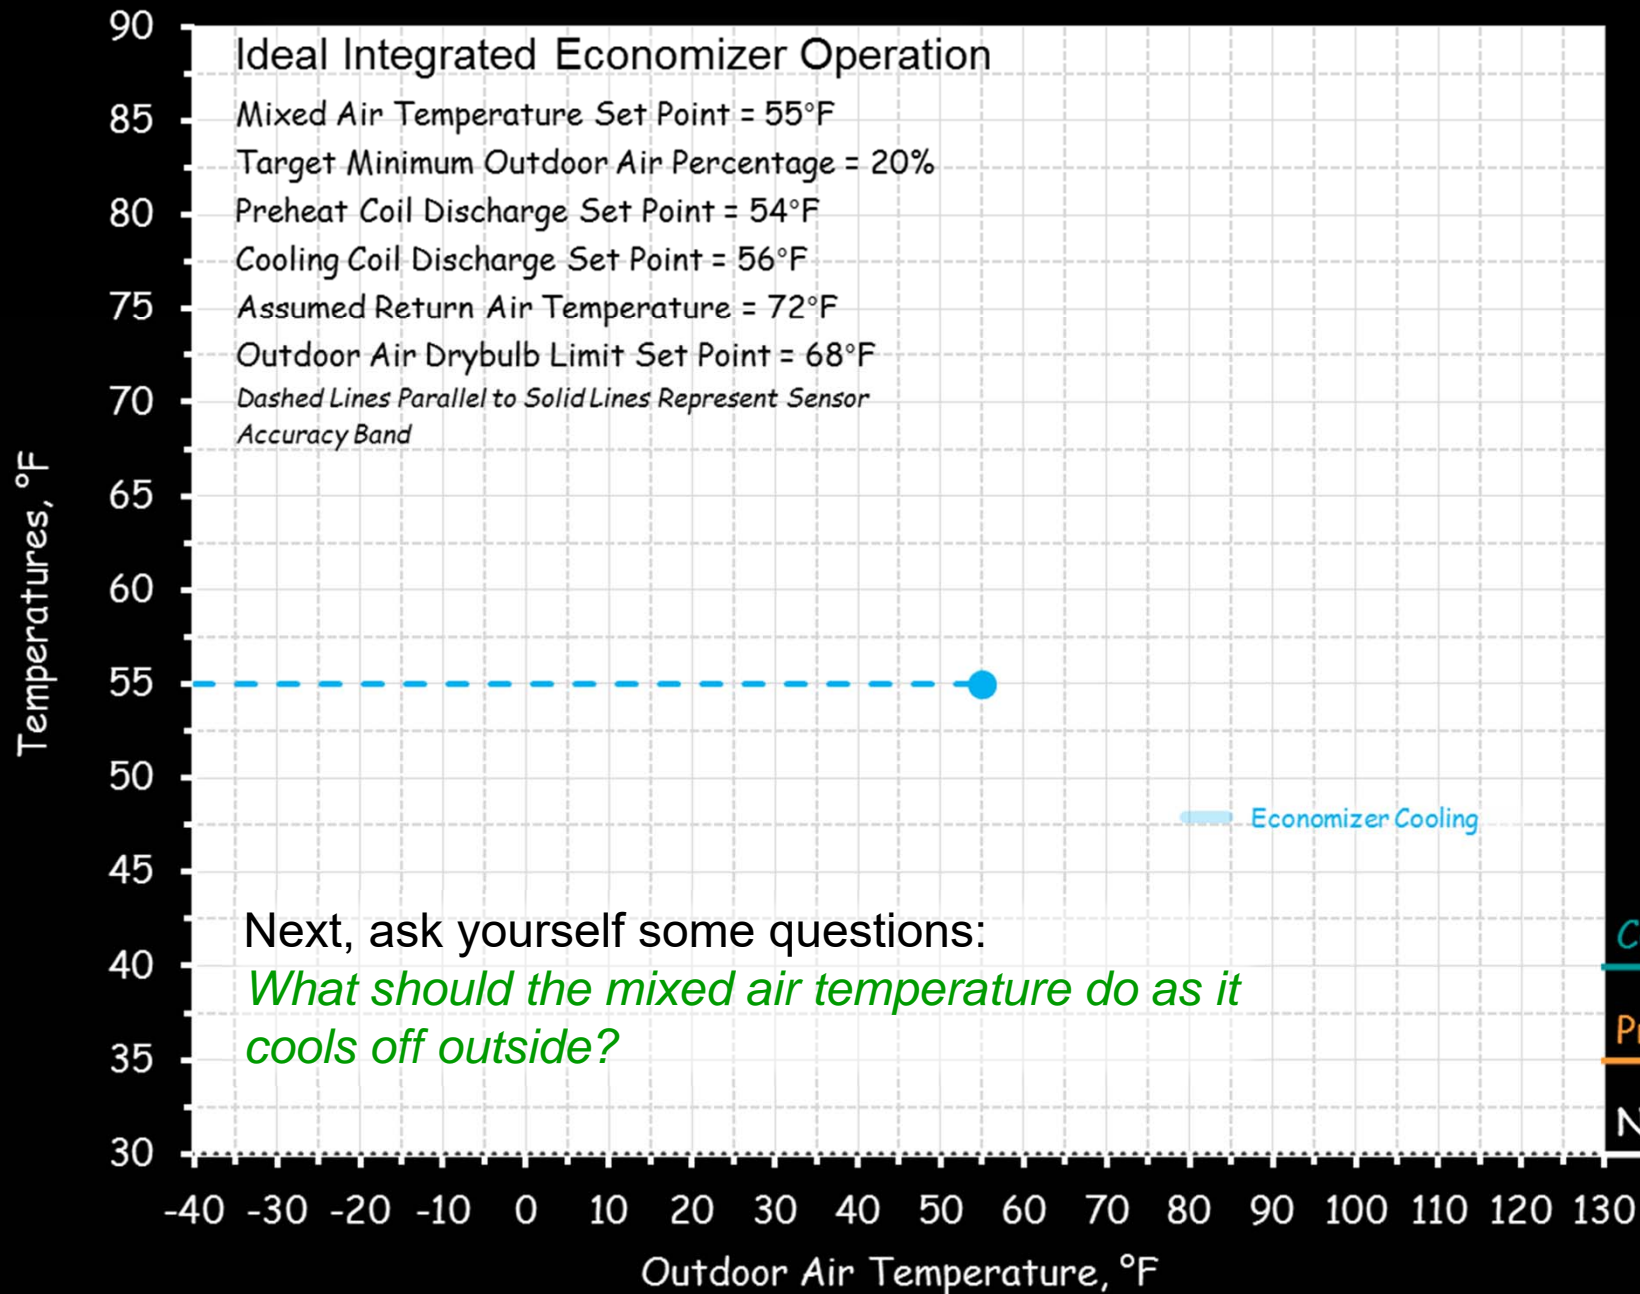 Ideal Integrated Economizer Operation
Mixed Air Temperature Set Point = 55°F
Target Minimum Outdoor Air Percentage = 20%
Preheat Coil Discharge Set Point = 54°F
Cooling Coil Discharge Set Point = 56°F
Assumed Return Air Temperature = 72°F
Outdoor Air Drybulb Limit Set Point = 68°F
Dashed Lines Parallel to Solid Lines Represent Sensor
Accuracy Band
90
85
80
75
70
65
60
55
50
45
40
35
30
Temperatures, °F
Economizer Cooling
Next, ask yourself some questions:
What should the mixed air temperature do as it
cools off outside?
-40 -30 -20 -10 0 10 20 30 40 50 60 70 80 90 100 110 120 130
Outdoor Air Temperature, °F